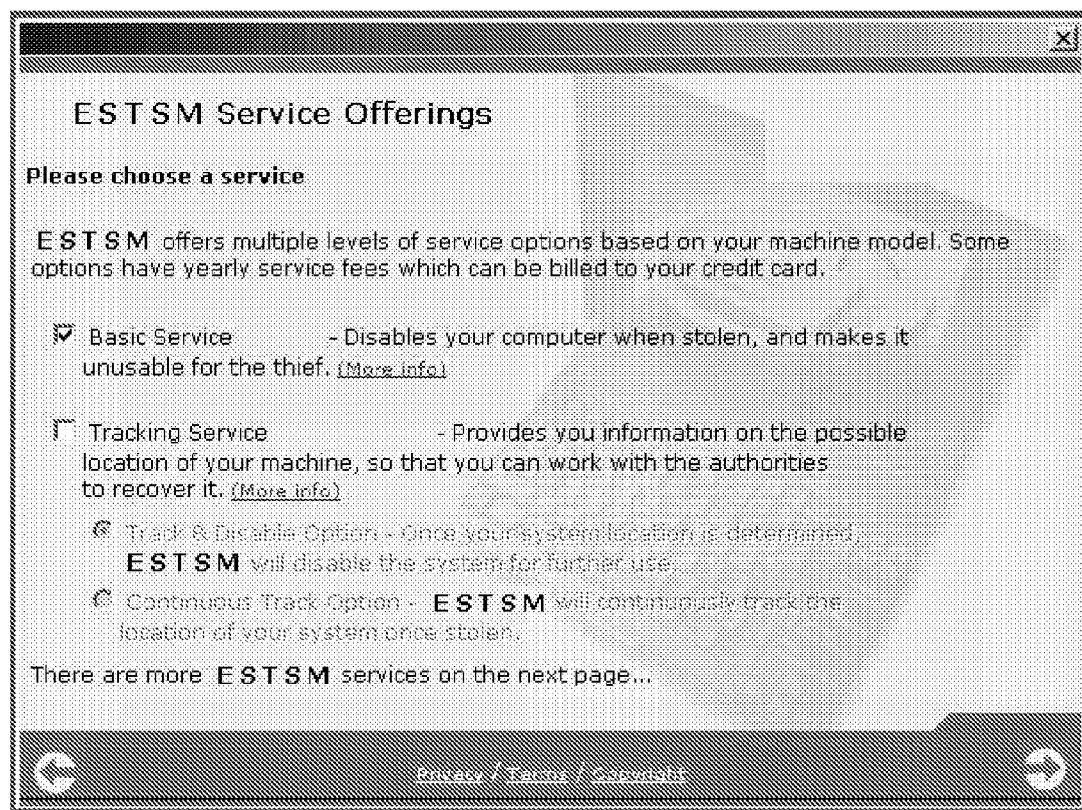 ESTSM Service Offerings
Please choose a service
ESTSM offers multiple levels of service options based on your machine model. Some
options have yearly service fees which can be billed to your credit card.
Basic Service - Disables your computer when stolen, and makes it
unusable for the thief. (More info)
Tracking Service - Provides you information on the possible
location of your machine, so that you can work with the authorities
to recover it. (More info)
Track & Disable Option - Once your system location is determined,
ESTSM will disable the system for further use.
Continuous Track Option - ESTSM will continuously track the
location of your system once stolen.
There are more ESTSM services on the next page...
Privacy / Terms / Copyright